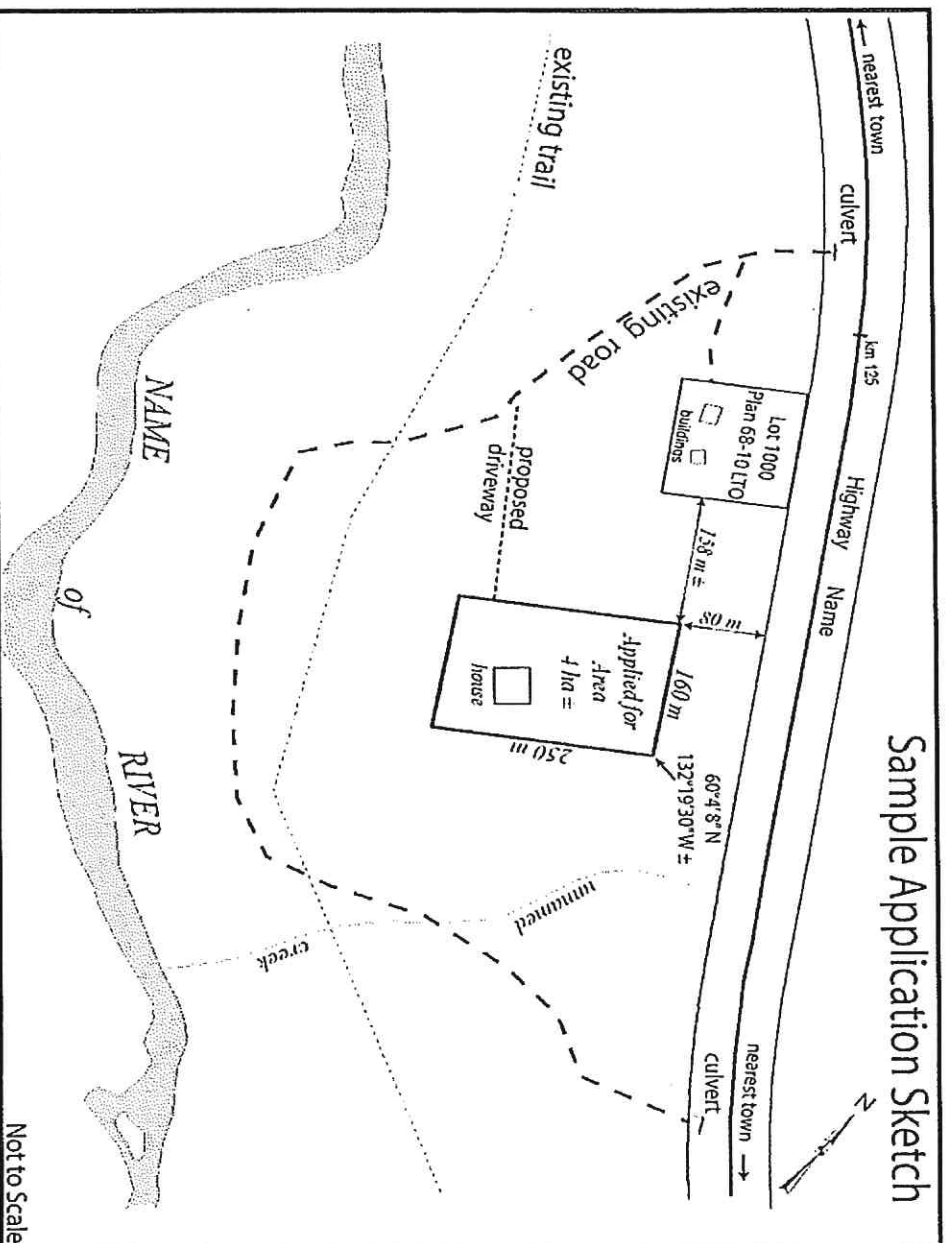 Sample Application Sketch
N
← nearest town
culvert
km 125
Highway Name
nearest town →
culvert
Lot 1000
Plan 68-10 LTO
buildings
158 m ±
80 m
160 m
60°4'8" N
132°19'30"W ±
Applied for
Area
4 ha ±
house
250 m
existing road
existing trail
proposed
driveway
unnamed
creek
NAME
of
RIVER
Not to Scale